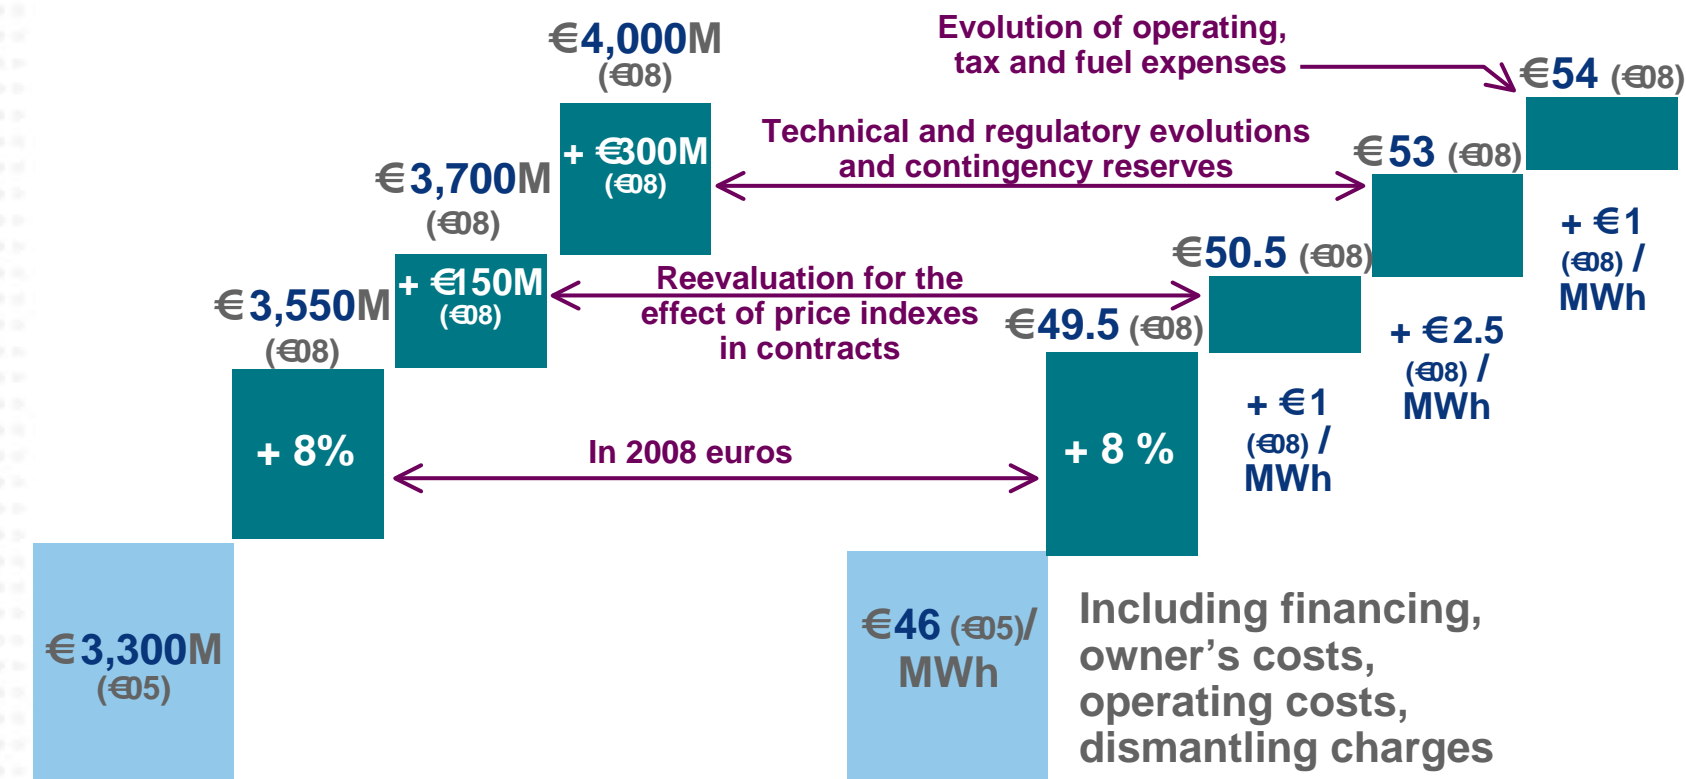 €4,000M
(€08)
+ €300M
(€08)
€3,700M
(€08)
+ €150M
(€08)
€3,550M
(€08)
+ 8%
€3,300M
(€05)
Evolution of operating,
tax and fuel expenses
Technical and regulatory evolutions
and contingency reserves
Reevaluation for the
effect of price indexes
in contracts
In 2008 euros
€54 (€08)
€53 (€08)
€50.5 (€08)
€49.5 (€08)
+ €1
(€08) /
MWh
+ €2.5
(€08) /
MWh
+ €1
(€08) /
MWh
+ 8 %
€46 (€05)/
MWh
Including financing,
owner’s costs,
operating costs,
dismantling charges